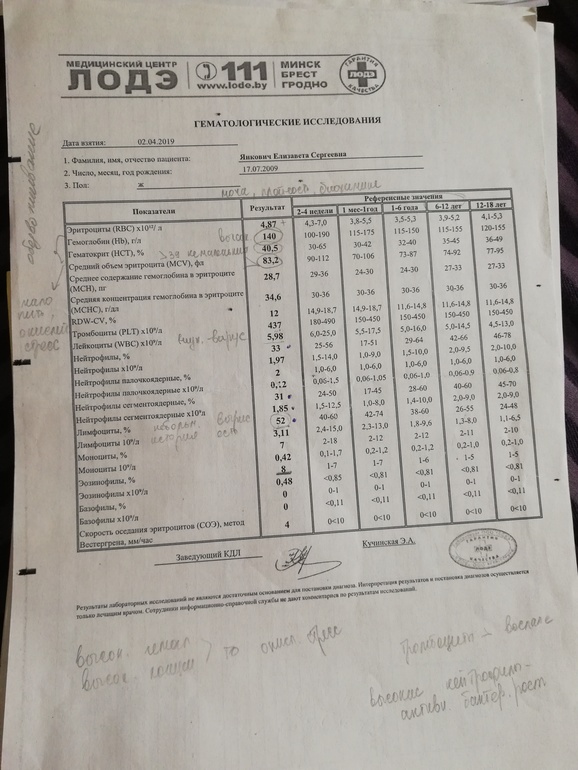 МЕДИЦИНСКИЙ ЦЕНТР
ЛОДЭ
111
www.lode.by
МИНСК
БРЕСТ
ГРОДНО
ГАРАНТИЯ
ЛОДЭ
КАЧЕСТВА
ГЕМАТОЛОГИЧЕСКИЕ ИССЛЕДОВАНИЯ
Дата взятия: 02.04.2019
1. Фамилия, имя, отчество пациента: Янкович Елизавета Сергеевна
2. Число, месяц, год рождения: 17.07.2009
3. Пол: ж
Показатели Результат Референсные значения
2-4 недели 1 мес-1год 1-6 года 6-12 лет 12-18 лет
Эритроциты (RBC) х10¹²/ л 4,87 4,3-7,0 3,8-5,5 3,5-5,3 3,9-5,2 4,1-5,3
Гемоглобин (Hb), г/л 140 100-190 115-175 110-150 115-155 120-155
Гематокрит (HCT), % 40,5 30-65 30-42 32-40 35-45 36-49
Средний объем эритроцита (MCV), фл 83,2 90-112 70-106 73-87 74-92 77-95
Среднее содержание гемоглобина в эритроците (MCH), пг 28,7 29-36 24-30 24-30 27-33 27-33
Средняя концентрация гемоглобина в эритроците (MCHC), г/дл 34,6 30-36 30-36 30-36 30-36 30-36
RDW-CV, % 12 14,9-18,7 14,9-18,7 11,6-14,8 11,6-14,8 11,6-14,8
Тромбоциты (PLT) х10⁹/л 437 180-490 150-450 150-450 150-450 150-450
Лейкоциты (WBC) х10⁹/л 5,98 6,0-25,0 5,5-17,5 5,0-16,0 5,0-14,5 4,5-13,0
Нейтрофилы, % 33 25-56 17-51 29-64 42-66 46-78
Нейтрофилы х10⁹/л 1,97 1,5-14,0 1,0-9,0 1,5-10,0 2,0-9,5 2,0-10,0
Нейтрофилы палочкоядерные, % 2 1,0-6,0 1,0-6,0 1,0-6,0 1,0-6,0 1,0-6,0
Нейтрофилы палочкоядерные х10⁹/л 0,12 0,05-1,5 0,06-1,05 0,06-1,0 0,06-0,9 0,06-0,8
Нейтрофилы сегментоядерные, % 31 24-50 17-45 28-60 40-60 45-70
Нейтрофилы сегментоядерные х10⁹/л 1,85 1,5-12,5 1,0-8,0 1,4-10,0 2,0-9,0 2,0-9,0
Лимфоциты, % 52 40-60 42-74 38-60 26-55 24-48
Лимфоциты 10⁹/л 3,11 2,4-15,0 2,3-13,0 1,8-9,6 1,3-8,0 1,1-6,5
Моноциты, % 7 2-18 2-12 2-12 2-11 2-10
Моноциты 10⁹/л 0,42 0,1-1,7 0,2-1,2 0,2-1,2 0,2-1,0 0,2-1,0
Эозинофилы, % 8 1-7 1-7 1-6 1-5 1-5
Эозинофилы х10⁹/л 0,48 <0,85 <0,81 <0,81 <0,81 <0,81
Базофилы, % 0 0-1 0-1 0-1 0-1 0-1
Базофилы х10⁹/л 0 <0,11 <0,11 <0,11 <0,11 <0,11
Скорость оседания эритроцитов (СОЭ), метод Вестергрена, мм/час 4 0<10 0<10 0<10 0<10 0<10
Заведующий КДЛ Кучинская Э.А.
Результаты лабораторных исследований не являются достаточным основанием для постановки диагноза. Интерпретация результатов и постановка диагнозов осуществляется
только лечащим врачом. Сотрудники информационно-справочной службы не дают комментариев по результатам исследований.
высок.
то окисл. стресс
Тромбоциты –
высокие нейтрофилы-
бактер. рост